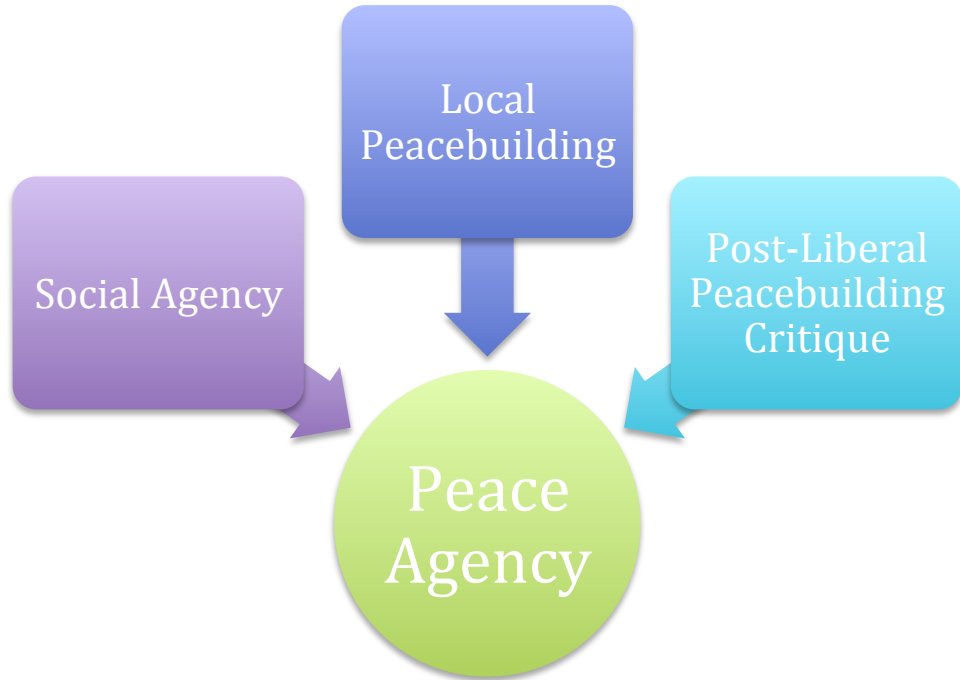 Local
Peacebuilding
Social Agency
Post-Liberal
Peacebuilding
Critique
Peace
Agency